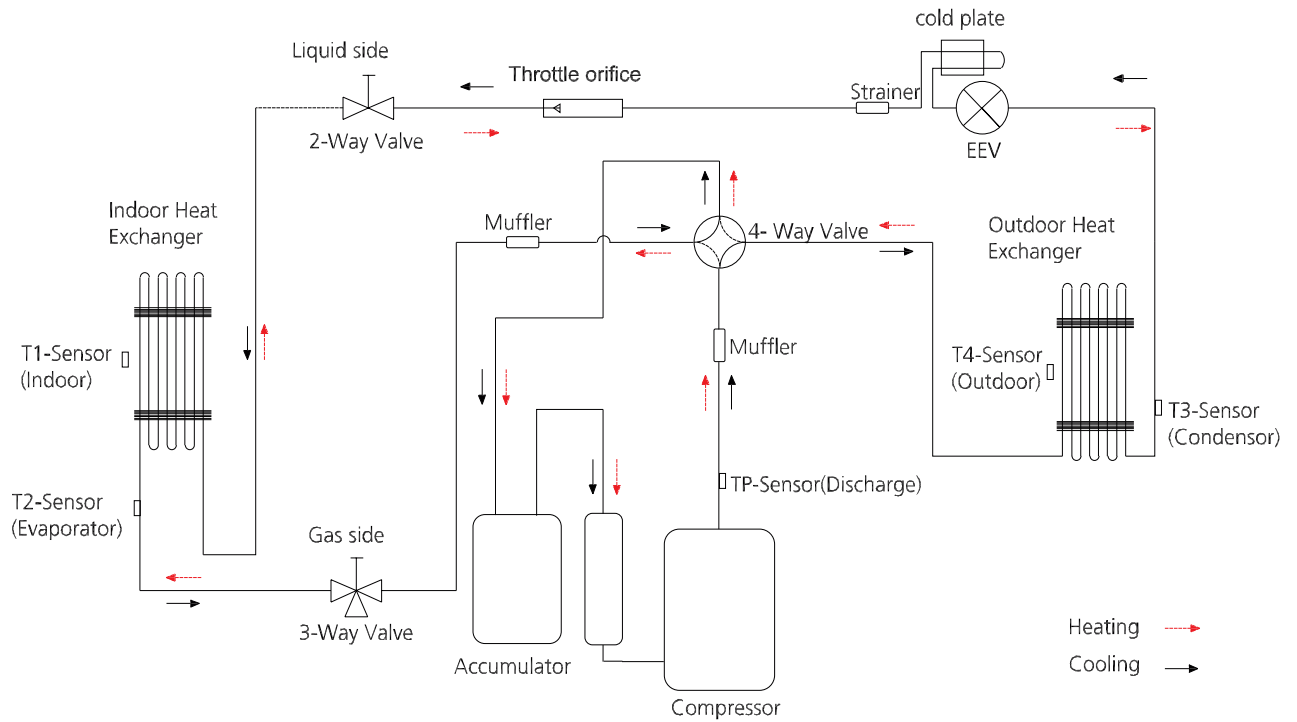 cold plate
Liquid side
Throttle orifice
Strainer
2-Way Valve
EEV
Indoor Heat
Exchanger
Muffler
4- Way Valve
Outdoor Heat
Exchanger
T1-Sensor
(Indoor)
Muffler
T4-Sensor
(Outdoor)
T3-Sensor
(Condensor)
T2-Sensor
(Evaporator)
TP-Sensor(Discharge)
Gas side
3-Way Valve
Accumulator
Compressor
Heating
Cooling